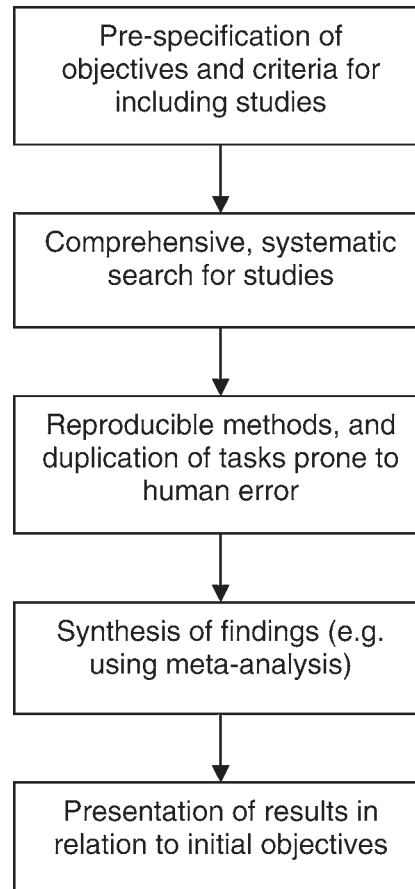 Pre-specification of
objectives and criteria for
including studies
Comprehensive, systematic
search for studies
Reproducible methods, and
duplication of tasks prone to
human error
Synthesis of findings (e.g.
using meta-analysis)
Presentation of results in
relation to initial objectives